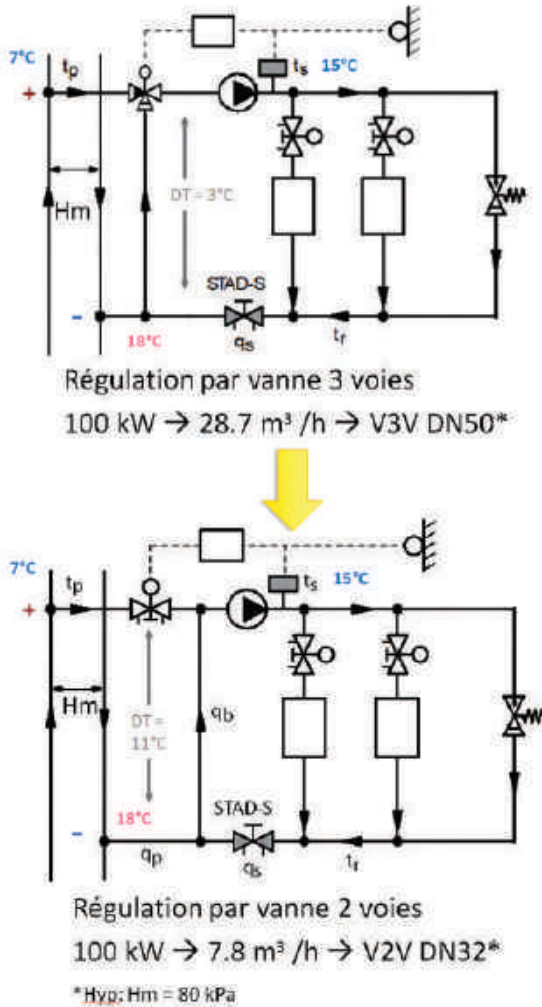 7°C
tp
ts
15°C
+
Hm
DT = 3°C
STAD-S
-
18°C
qs
tr
Régulation par vanne 3 voies
100 kW → 28.7 m³ /h → V3V DN50*
7°C
tp
ts
15°C
+
Hm
DT =
11°C
qb
18°C
STAD-S
-
qp
qs
tr
Régulation par vanne 2 voies
100 kW → 7.8 m³ /h → V2V DN32*
*Hyp: Hm = 80 kPa